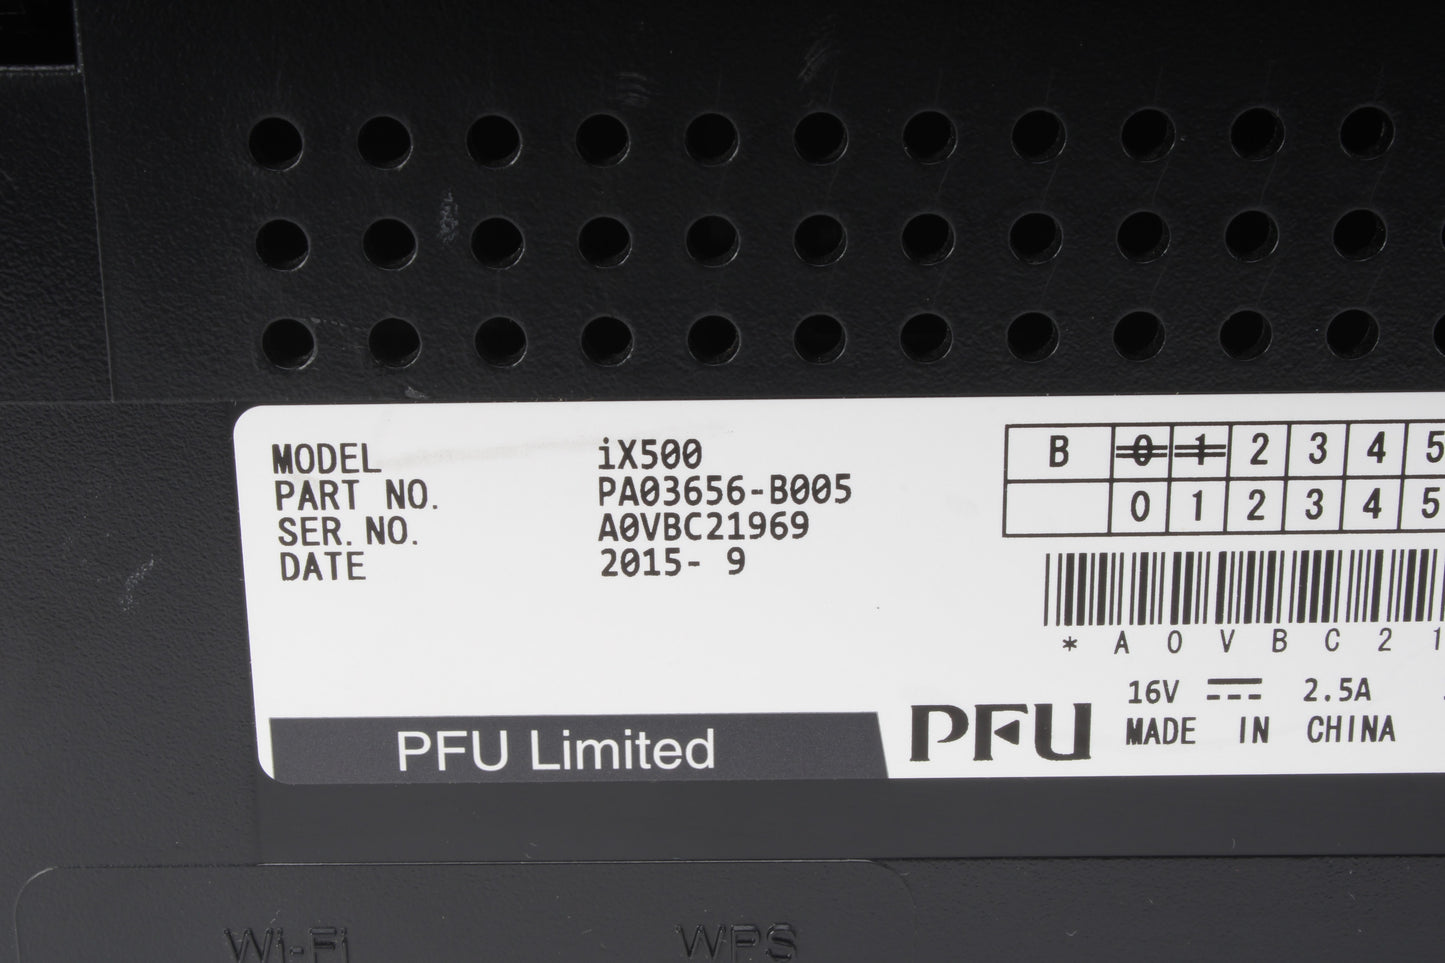 MODEL iX500
PART NO. PA03656-B005
SER. NO. A0VBC21969
DATE 2015- 9
B 0 1 2 3 4 5
0 1 2 3 4 5
* A 0 V B C 2 1
16V 2.5A
MADE IN CHINA
PFU
PFU Limited
Wi-Fi WPS